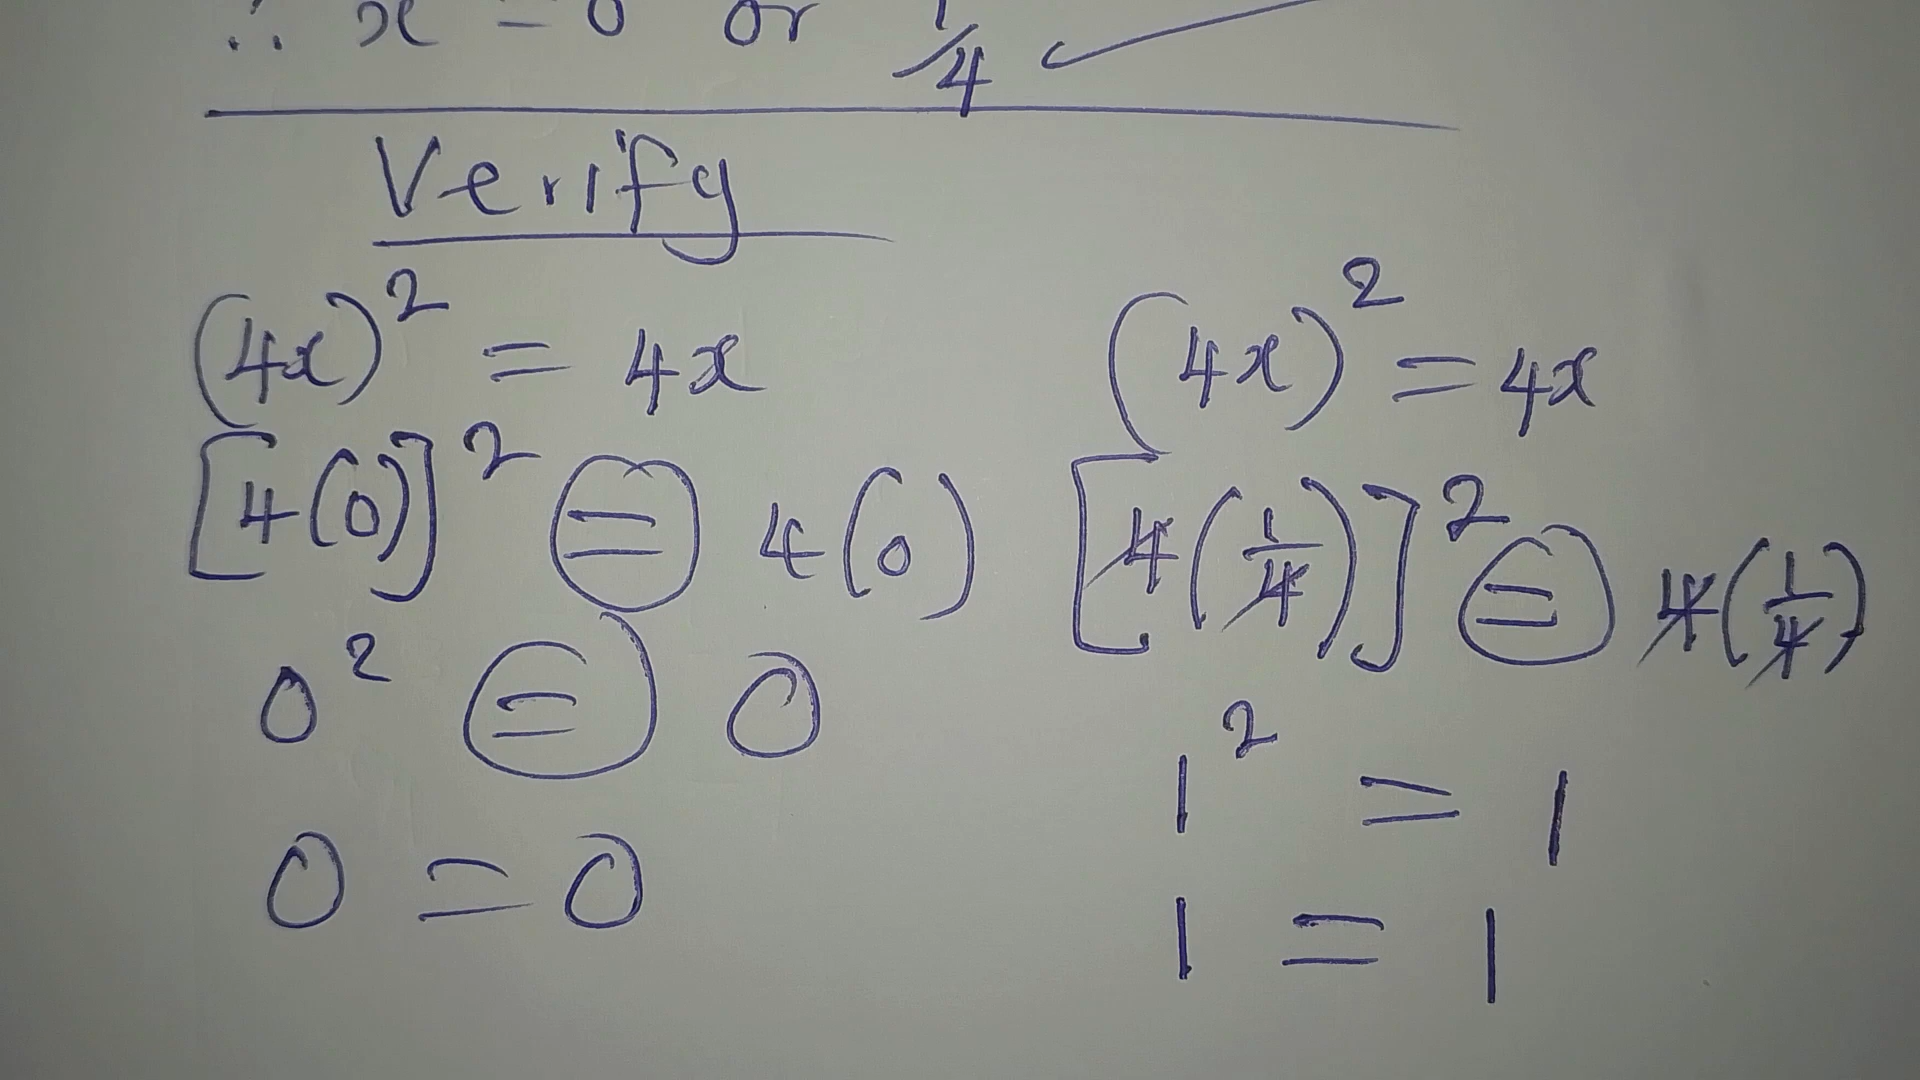 ∴ x = 0 or 1/4 ✓
Verify
(4x)² = 4x
[4(0)]² = 4(0)
0² = 0
0 = 0
(4x)² = 4x
[4(1/4)]² = 4(1/4)
1² = 1
1 = 1